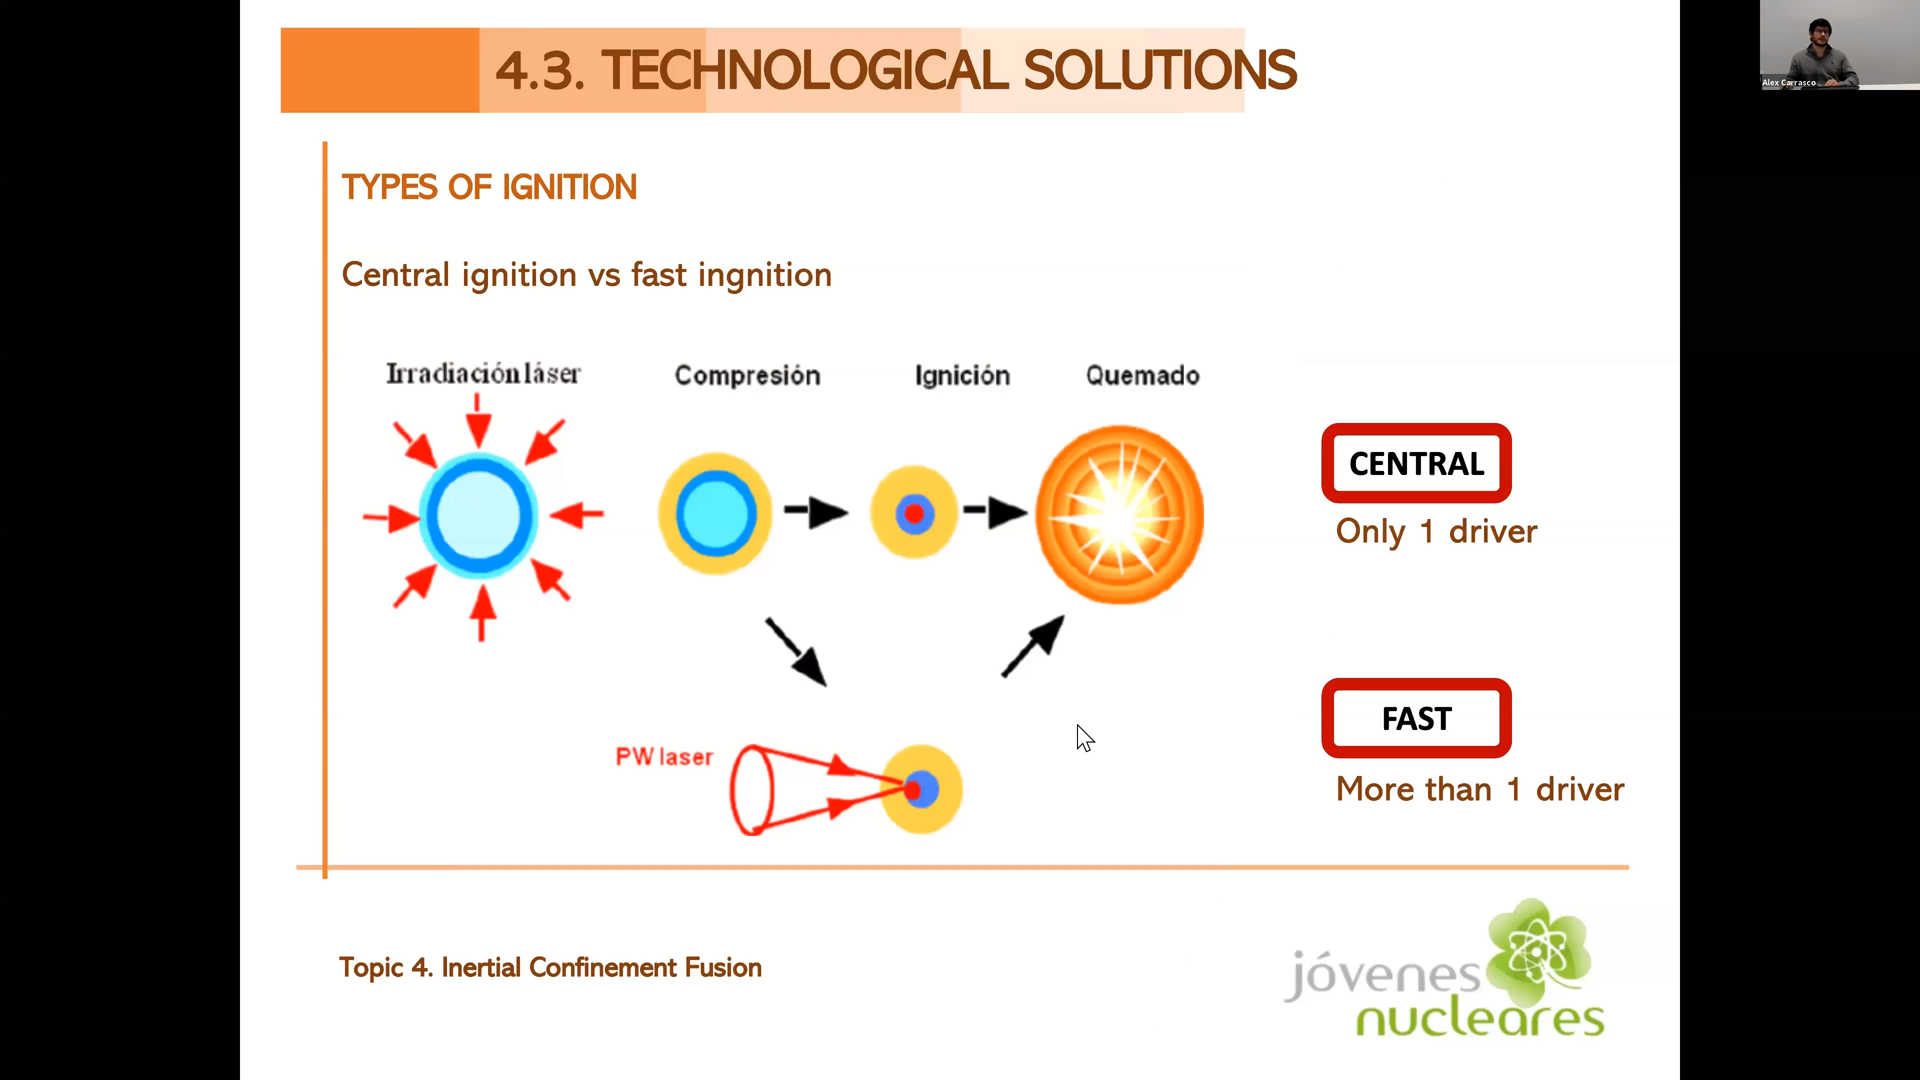 4.3. TECHNOLOGICAL SOLUTIONS
Alex Carrasco
TYPES OF IGNITION
Central ignition vs fast ingnition
Irradiación láser
Compresión
Ignición
Quemado
CENTRAL
Only 1 driver
PW laser
FAST
More than 1 driver
Topic 4. Inertial Confinement Fusion
jóvenes
nucleares